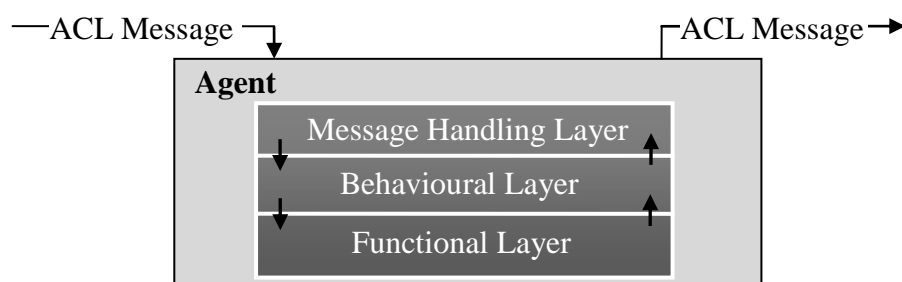 ACL Message
ACL Message
Agent
Message Handling Layer
Behavioural Layer
Functional Layer